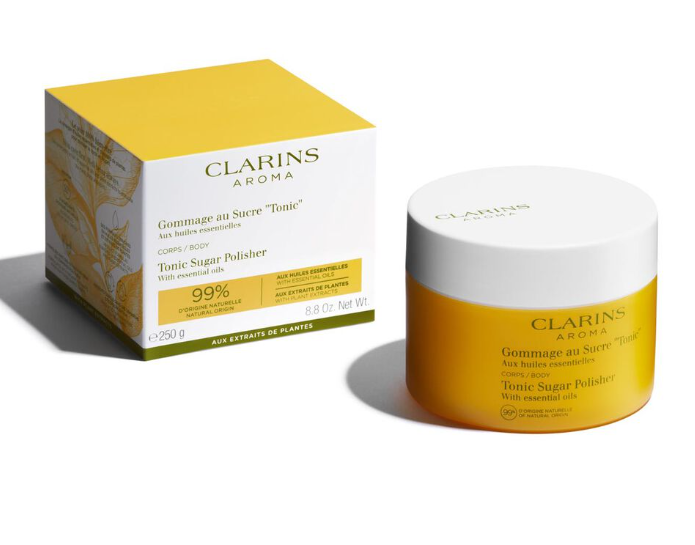 CLARINS
AROMA
Gommage au Sucre "Tonic"
Aux huiles essentielles
CORPS / BODY
Tonic Sugar Polisher
With essential oils
99%
D'ORIGINE NATURELLE
NATURAL ORIGIN
AUX HUILES ESSENTIELLES
WITH ESSENTIAL OILS
AUX EXTRAITS DE PLANTES
WITH PLANT EXTRACTS
℮250 g
8.8 Oz. Net Wt.
AUX EXTRAITS DE PLANTES
CLARINS
AROMA
CLARINS
AROMA
Gommage au Sucre "Tonic"
Aux huiles essentielles
CORPS / BODY
Tonic Sugar Polisher
With essential oils
99%
D'ORIGINE NATURELLE
OF NATURAL ORIGIN